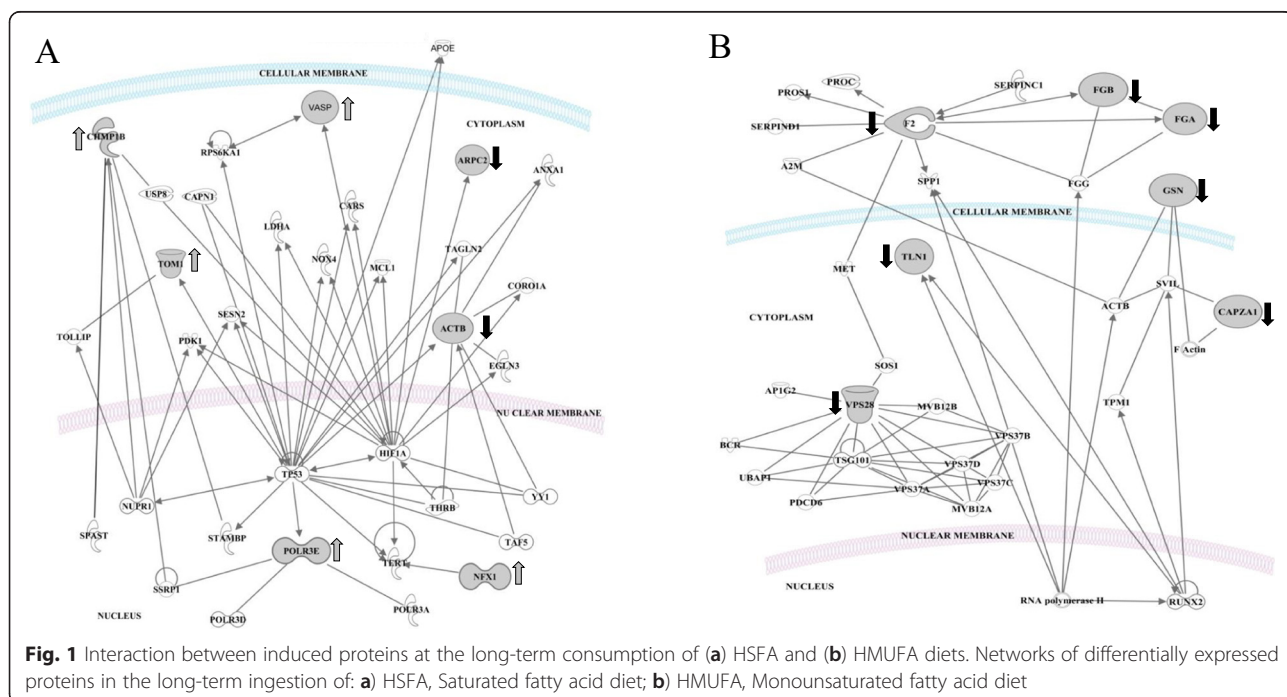 A
APOE
CELLULAR MEMBRANE
VASP
CYTOPLASM
CHMP1B
RPS6KA1
ARPC2
ANXA1
USP8
CAPN1
CARS
LDHA
TAGLN2
NOX4
MCL1
TOM1
CORO1A
SESN2
ACTB
TOLLIP
PDK1
EGLN3
NUCLEAR MEMBRANE
HIF1A
TP53
NUPR1
THRB
YY1
SPAST
STAMBP
TAF5
POLR3E
TERT
NFX1
SSRP1
POLR3A
NUCLEUS
POLR3D
B
PROC
SERPINC1
PROS1
FGB
SERPIND1
F2
FGA
A2M
SPP1
FGG
GSN
CELLULAR MEMBRANE
TLN1
MET
SVIL
ACTB
CAPZA1
CYTOPLASM
F Actin
SOS1
AP1G2
VPS28
MVB12B
TPM1
BCR
VPS37B
TSG101
VPS37D
UBAP1
VPS37C
VPS37A
PDCD6
MVB12A
NUCLEAR MEMBRANE
NUCLEUS
RNA polymerase II
RUNX2
Fig. 1 Interaction between induced proteins at the long-term consumption of (a) HSFA and (b) HMUFA diets. Networks of differentially expressed
proteins in the long-term ingestion of: a) HSFA, Saturated fatty acid diet; b) HMUFA, Monounsaturated fatty acid diet